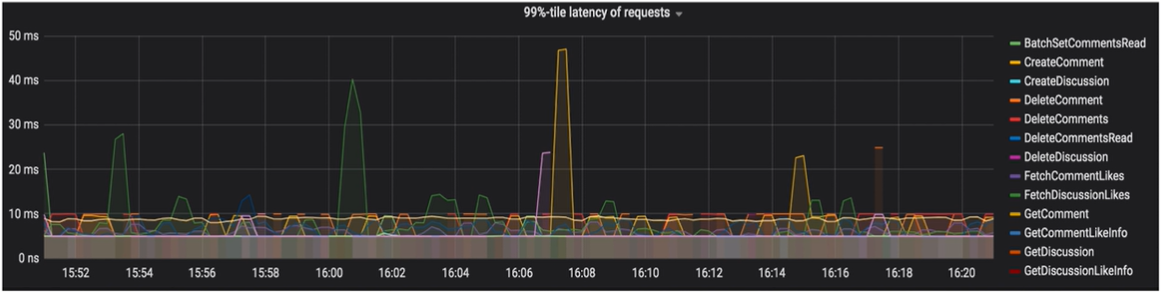 99%-tile latency of requests
50 ms
40 ms
30 ms
20 ms
10 ms
0 ns
15:52 15:54 15:56 15:58 16:00 16:02 16:04 16:06 16:08 16:10 16:12 16:14 16:16 16:18 16:20
BatchSetCommentsRead
CreateComment
CreateDiscussion
DeleteComment
DeleteComments
DeleteCommentsRead
DeleteDiscussion
FetchCommentLikes
FetchDiscussionLikes
GetComment
GetCommentLikeInfo
GetDiscussion
GetDiscussionLikeInfo